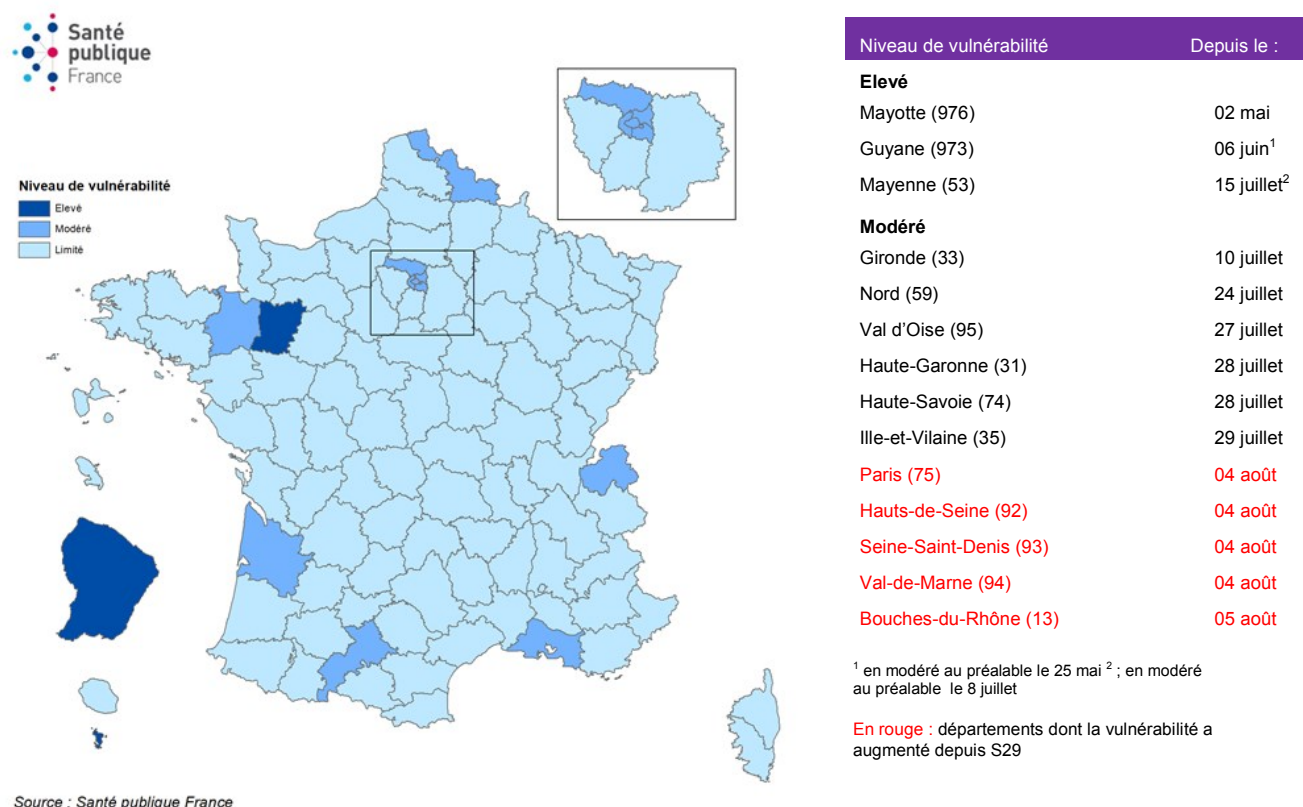 Santé
publique
France
Niveau de vulnérabilité
Elevé
Modéré
Limité
Source : Santé publique France
Niveau de vulnérabilité Depuis le :
Elevé
Mayotte (976) 02 mai
Guyane (973) 06 juin¹
Mayenne (53) 15 juillet²
Modéré
Gironde (33) 10 juillet
Nord (59) 24 juillet
Val d'Oise (95) 27 juillet
Haute-Garonne (31) 28 juillet
Haute-Savoie (74) 28 juillet
Ille-et-Vilaine (35) 29 juillet
Paris (75) 04 août
Hauts-de-Seine (92) 04 août
Seine-Saint-Denis (93) 04 août
Val-de-Marne (94) 04 août
Bouches-du-Rhône (13) 05 août
¹ en modéré au préalable le 25 mai ² ; en modéré
au préalable le 8 juillet
En rouge : départements dont la vulnérabilité a
augmenté depuis S29